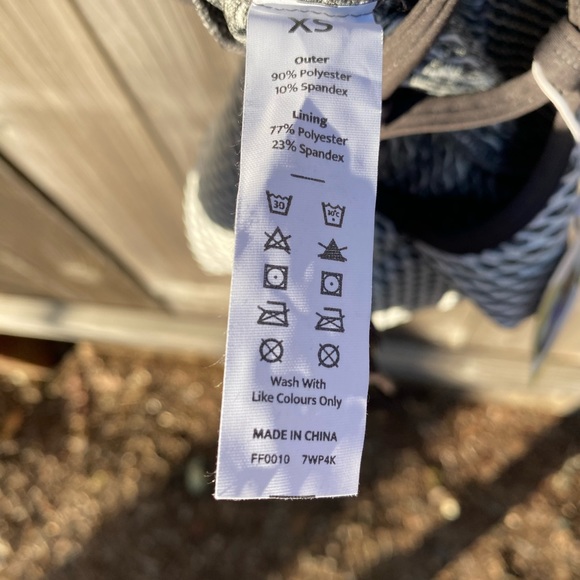 XS
Outer
90% Polyester
10% Spandex
Lining
77% Polyester
23% Spandex
30
Wash With
Like Colours Only
MADE IN CHINA
FF0010 7WP4K